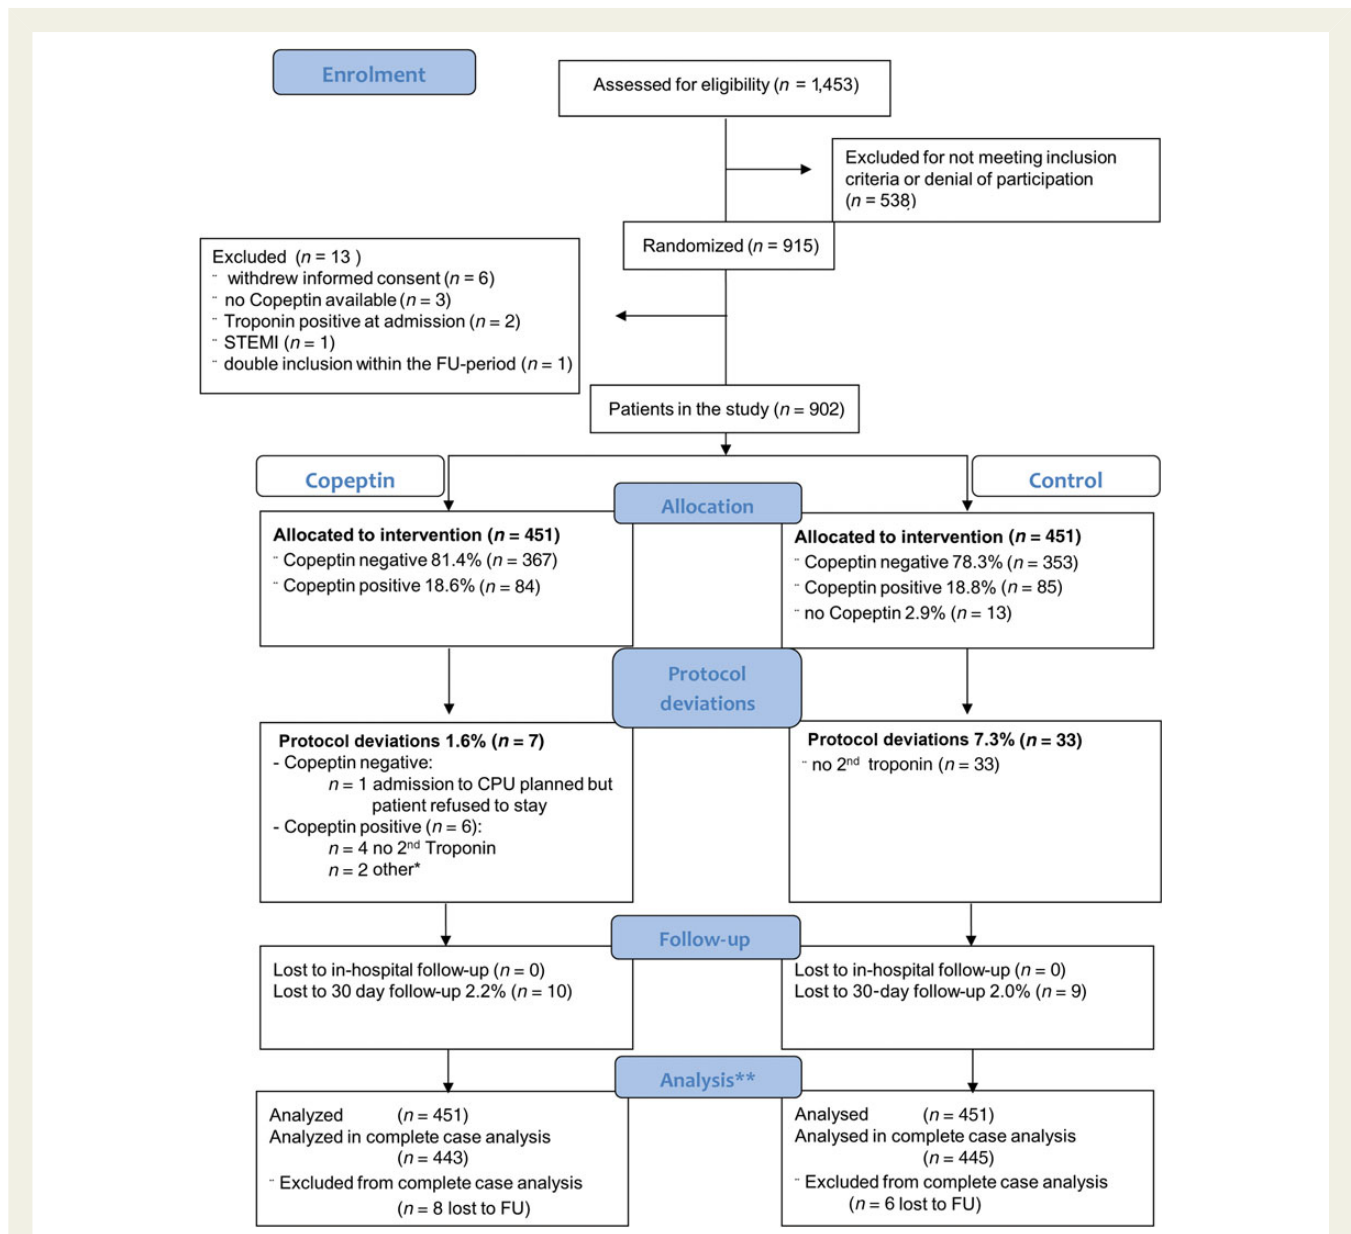 Enrolment
Assessed for eligibility (n = 1,453)
Excluded for not meeting inclusion
criteria or denial of participation
(n = 538)
Randomized (n = 915)
Excluded (n = 13 )
¨ withdrew informed consent (n = 6)
¨ no Copeptin available (n = 3)
¨ Troponin positive at admission (n = 2)
¨ STEMI (n = 1)
¨ double inclusion within the FU-period (n = 1)
Patients in the study (n = 902)
Copeptin
Control
Allocation
Allocated to intervention (n = 451)
¨ Copeptin negative 81.4% (n = 367)
¨ Copeptin positive 18.6% (n = 84)
Allocated to intervention (n = 451)
¨ Copeptin negative 78.3% (n = 353)
¨ Copeptin positive 18.8% (n = 85)
¨ no Copeptin 2.9% (n = 13)
Protocol
deviations
Protocol deviations 1.6% (n = 7)
- Copeptin negative:
n = 1 admission to CPU planned but
patient refused to stay
- Copeptin positive (n = 6):
n = 4 no 2nd Troponin
n = 2 other*
Protocol deviations 7.3% (n = 33)
¨ no 2nd troponin (n = 33)
Follow-up
Lost to in-hospital follow-up (n = 0)
Lost to 30 day follow-up 2.2% (n = 10)
Lost to in-hospital follow-up (n = 0)
Lost to 30-day follow-up 2.0% (n = 9)
Analysis**
Analyzed (n = 451)
Analyzed in complete case analysis
(n = 443)
¨ Excluded from complete case analysis
(n = 8 lost to FU)
Analysed (n = 451)
Analysed in complete case analysis
(n = 445)
¨ Excluded from complete case analysis
(n = 6 lost to FU)